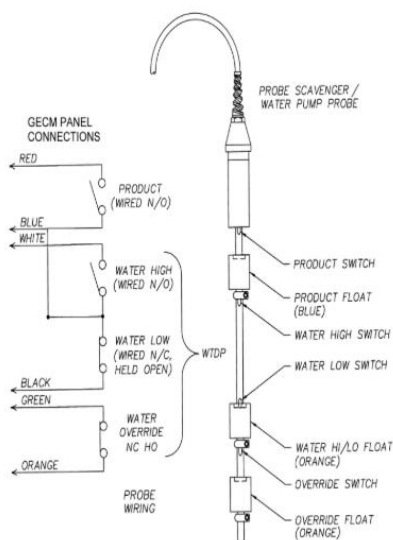 PROBE SCAVENGER /
WATER PUMP PROBE
GECM PANEL
CONNECTIONS
RED
PRODUCT
(WIRED N/O)
BLUE
WHITE
WATER HIGH
(WIRED N/O)
WATER LOW
(WIRED N/C,
HELD OPEN)
WTDP
BLACK
GREEN
WATER
OVERRIDE
NC HO
ORANGE
PROBE
WIRING
PRODUCT SWITCH
PRODUCT FLOAT
(BLUE)
WATER HIGH SWITCH
WATER LOW SWITCH
WATER HI/LO FLOAT
(ORANGE)
OVERRIDE SWITCH
OVERRIDE FLOAT
(ORANGE)